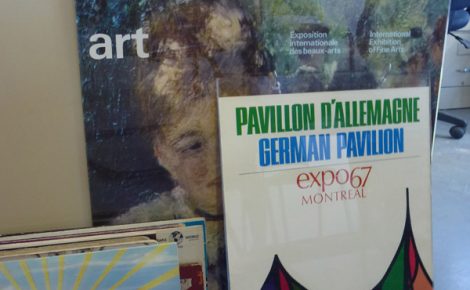 art
Exposition
internationale
des beaux-arts
International
Exhibition
of Fine Arts
PAVILLON D'ALLEMAGNE
GERMAN PAVILION
expo67
MONTREAL